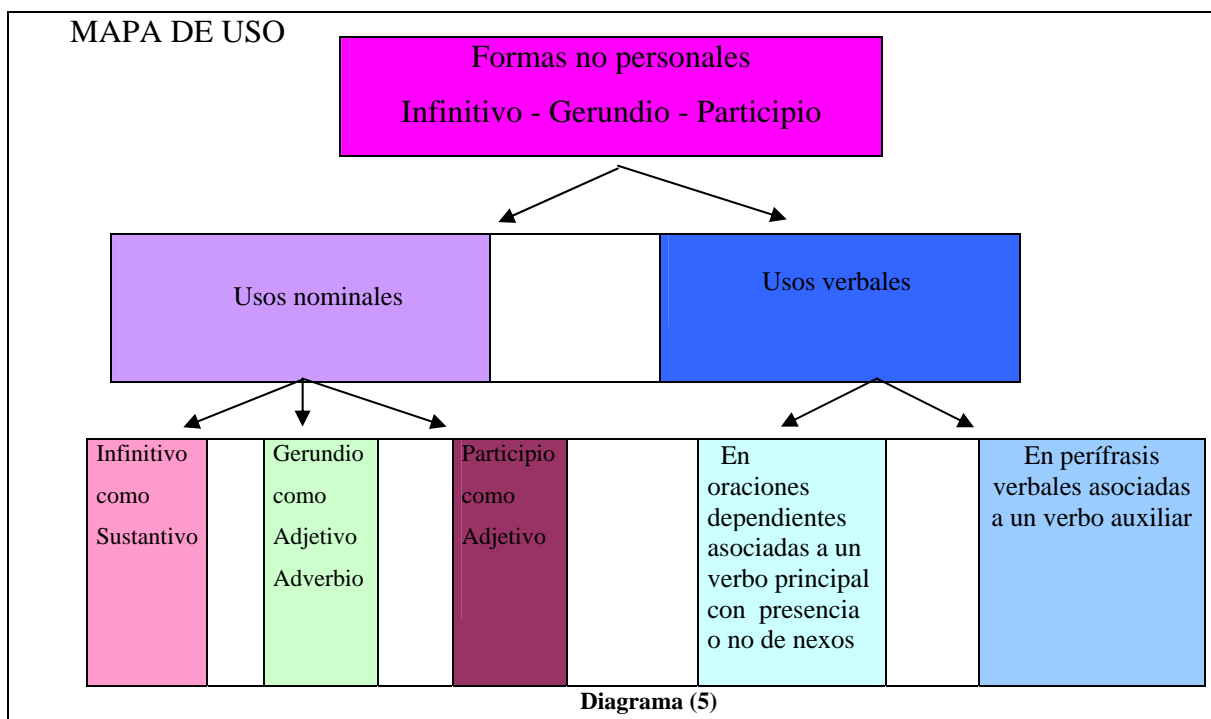 MAPA DE USO
Formas no personales
Infinitivo - Gerundio - Participio
Usos nominales
Usos verbales
Infinitivo
como
Sustantivo
Gerundio
como
Adjetivo
Adverbio
Participio
como
Adjetivo
En
oraciones
dependientes
asociadas a un
verbo principal
con presencia
o no de nexos
En perífrasis
verbales asociadas
a un verbo auxiliar
Diagrama (5)